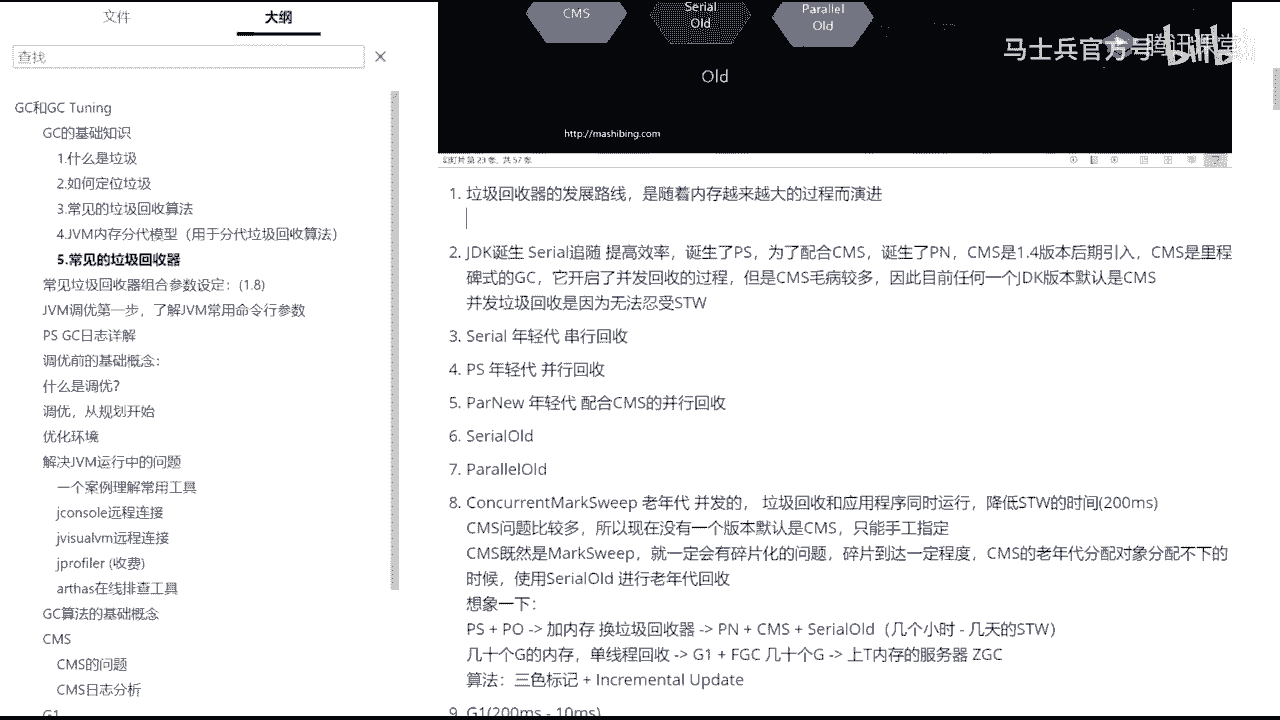 文件
大纲
查找
GC和GC Tuning
GC的基础知识
1.什么是垃圾
2.如何定位垃圾
3.常见的垃圾回收算法
4.JVM内存分代模型（用于分代垃圾回收算法）
5.常见的垃圾回收器
常见垃圾回收器组合参数设定：(1.8)
JVM调优第一步，了解JVM常用命令行参数
PS GC日志详解
调优前的基础概念：
什么是调优？
调优，从规划开始
优化环境
解决JVM运行中的问题
一个案例理解常用工具
jconsole远程连接
jvisualvm远程连接
jprofiler (收费)
arthas在线排查工具
GC算法的基础概念
CMS
CMS的问题
CMS日志分析
G1
CMS
Serial
Old
Parallel
Old
马士兵官方号
腾讯课堂
bilibili
Old
http://mashibing.com
幻灯片第 23 张，共 57 张
1. 垃圾回收器的发展路线，是随着内存越来越大的过程而演进
2. JDK诞生 Serial追随 提高效率，诞生了PS，为了配合CMS，诞生了PN，CMS是1.4版本后期引入，CMS是里程
碑式的GC，它开启了并发回收的过程，但是CMS毛病较多，因此目前任何一个JDK版本默认是CMS
并发垃圾回收是因为无法忍受STW
3. Serial 年轻代 串行回收
4. PS 年轻代 并行回收
5. ParNew 年轻代 配合CMS的并行回收
6. SerialOld
7. ParallelOld
8. ConcurrentMarkSweep 老年代 并发的， 垃圾回收和应用程序同时运行，降低STW的时间(200ms)
CMS问题比较多，所以现在没有一个版本默认是CMS，只能手工指定
CMS既然是MarkSweep，就一定会有碎片化的问题，碎片到达一定程度，CMS的老年代分配对象分配不下的
时候，使用SerialOld 进行老年代回收
想象一下：
PS + PO -> 加内存 换垃圾回收器 -> PN + CMS + SerialOld（几个小时 - 几天的STW）
几十个G的内存，单线程回收 -> G1 + FGC 几十个G -> 上T内存的服务器 ZGC
算法：三色标记 + Incremental Update
9. G1(200ms - 10ms)